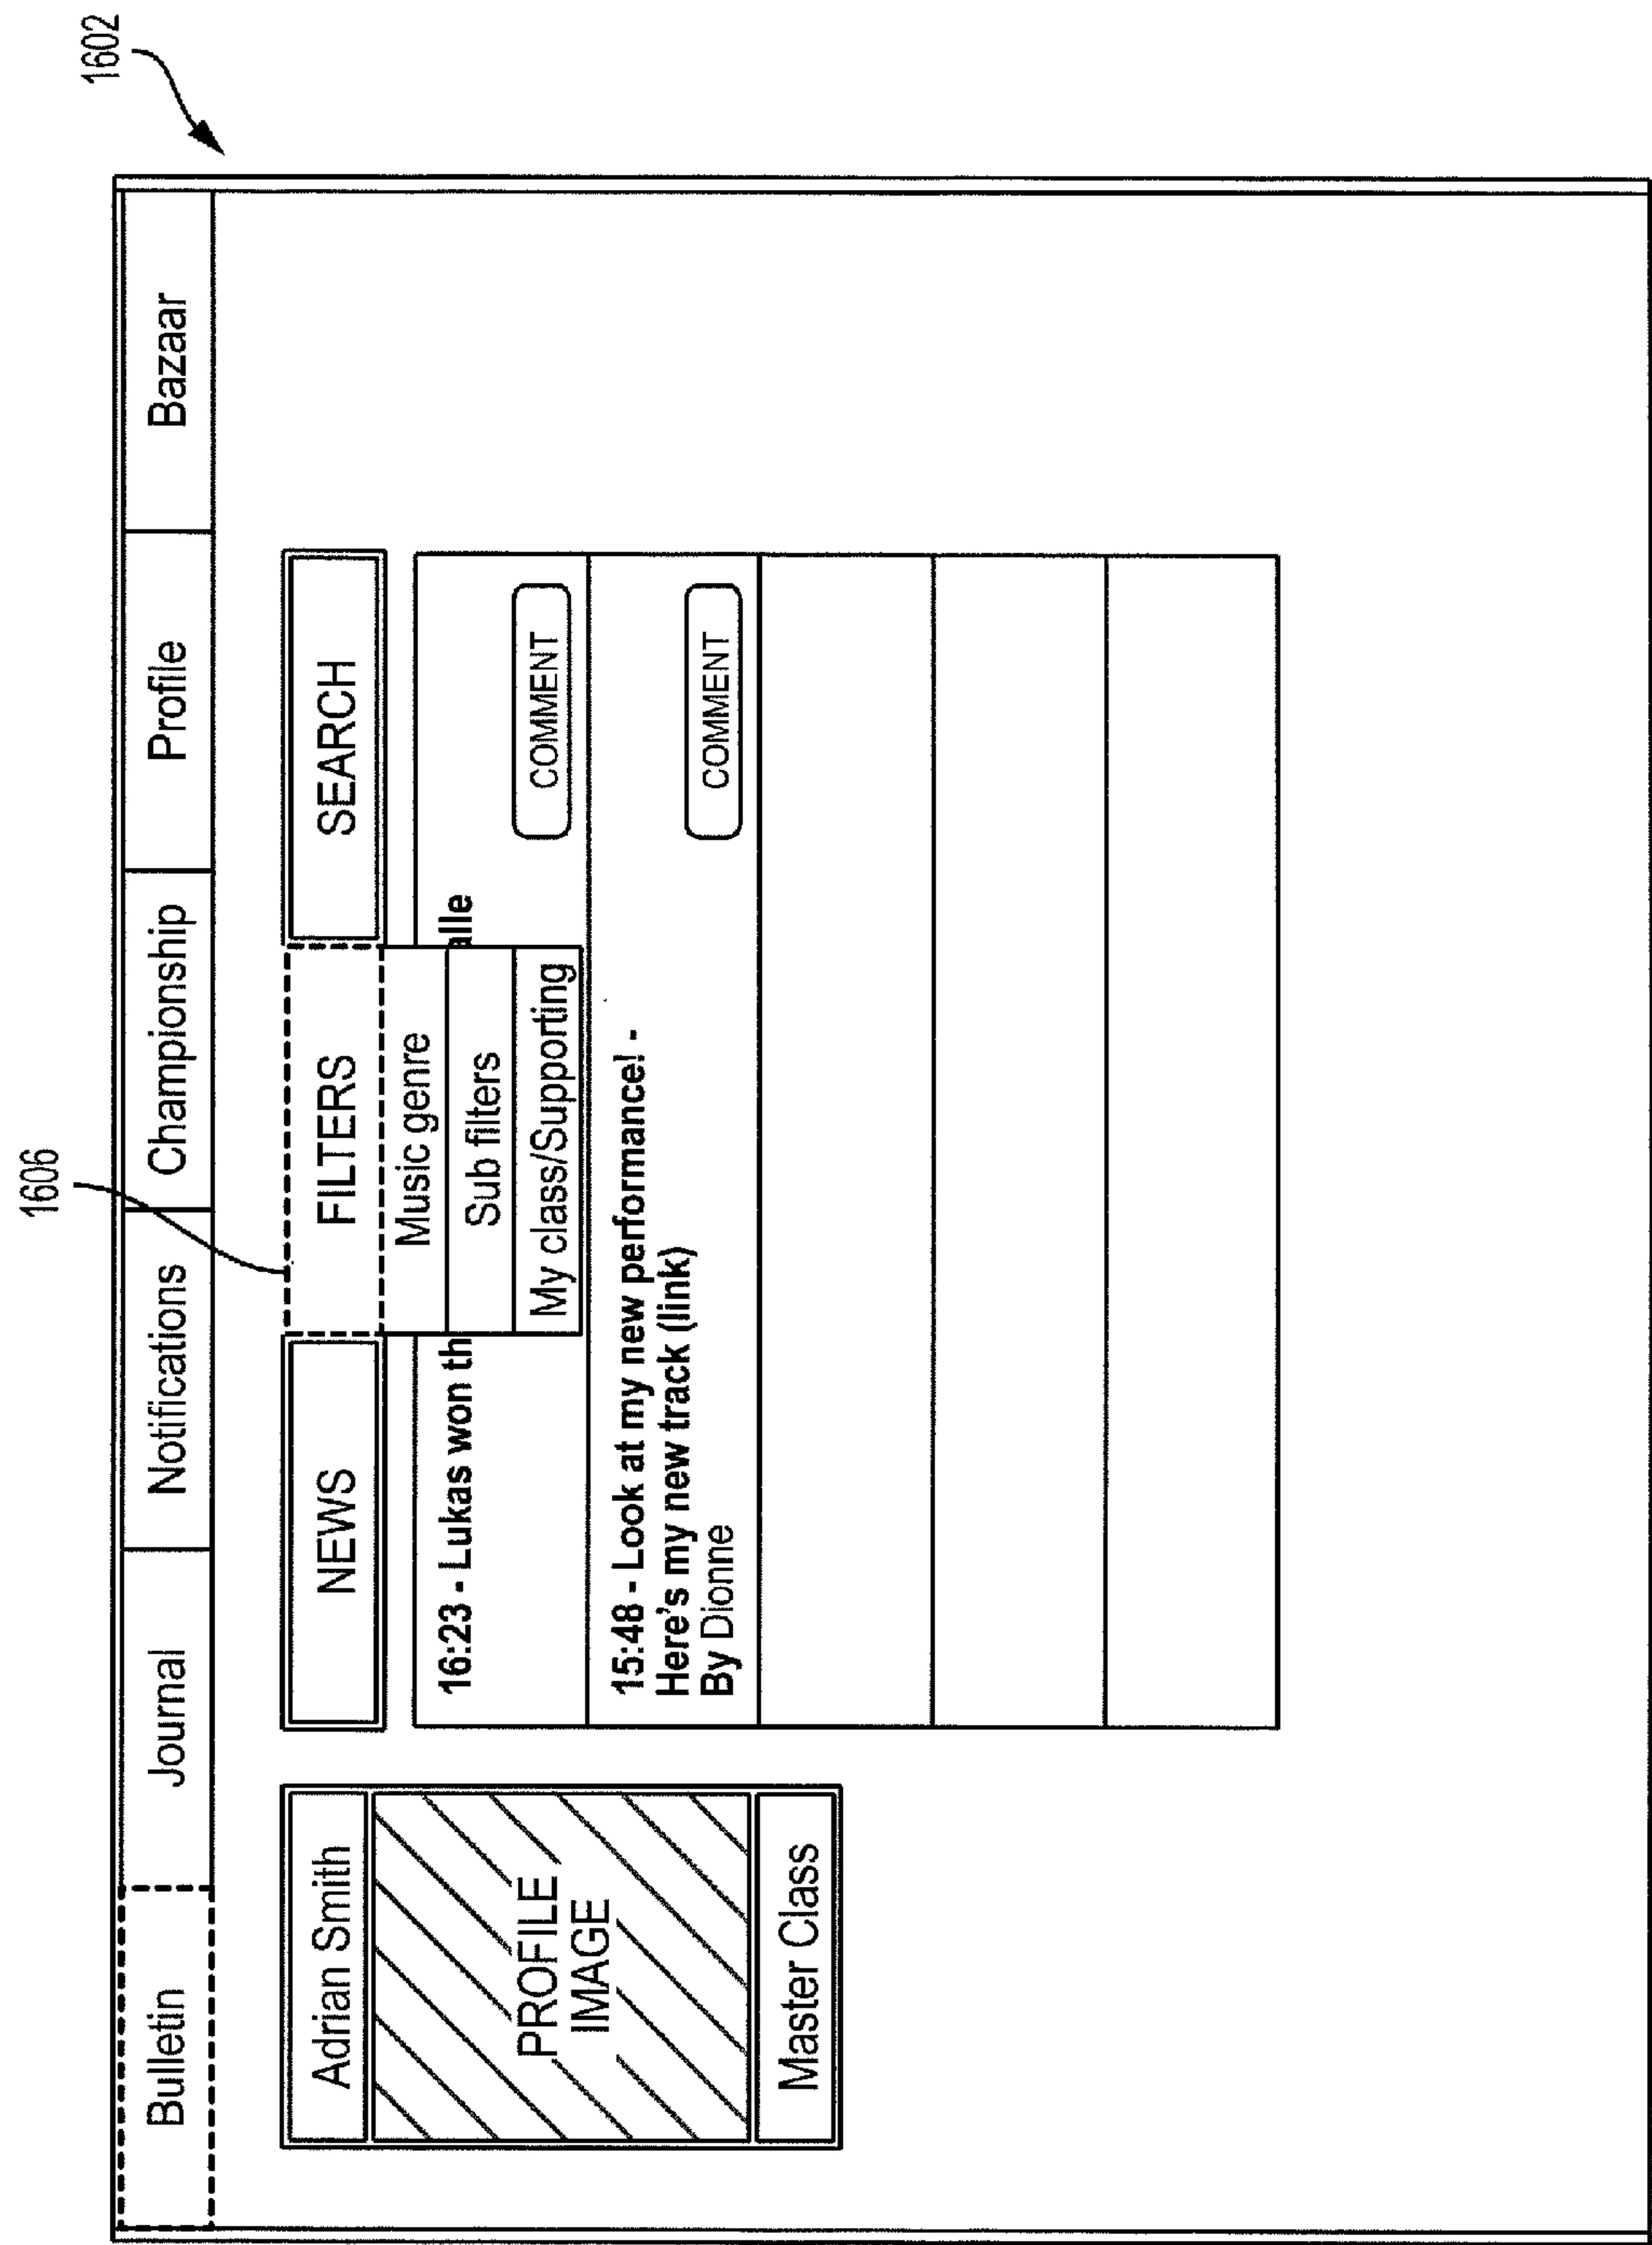 1602
1606
Bulletin Journal Notifications Championship Profile Bazaar
Adrian Smith
PROFILE
IMAGE
Master Class
NEWS FILTERS SEARCH
Music genre
Sub filters
My class/Supporting
16:23 - Lukas won th alle
COMMENT
15:48 - Look at my new performance! -
Here's my new track (link)
By Dionne
COMMENT